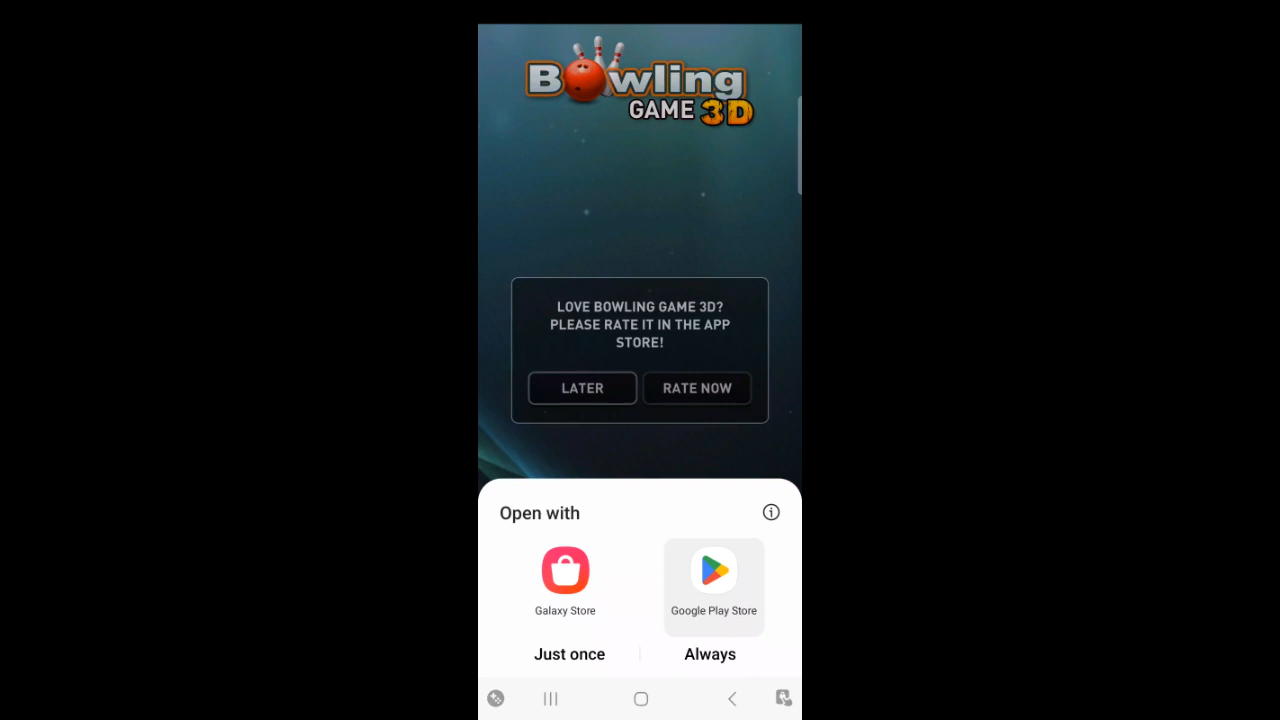 Bowling
GAME 3D
LOVE BOWLING GAME 3D?
PLEASE RATE IT IN THE APP
STORE!
LATER
RATE NOW
Open with
Galaxy Store
Google Play Store
Just once
Always